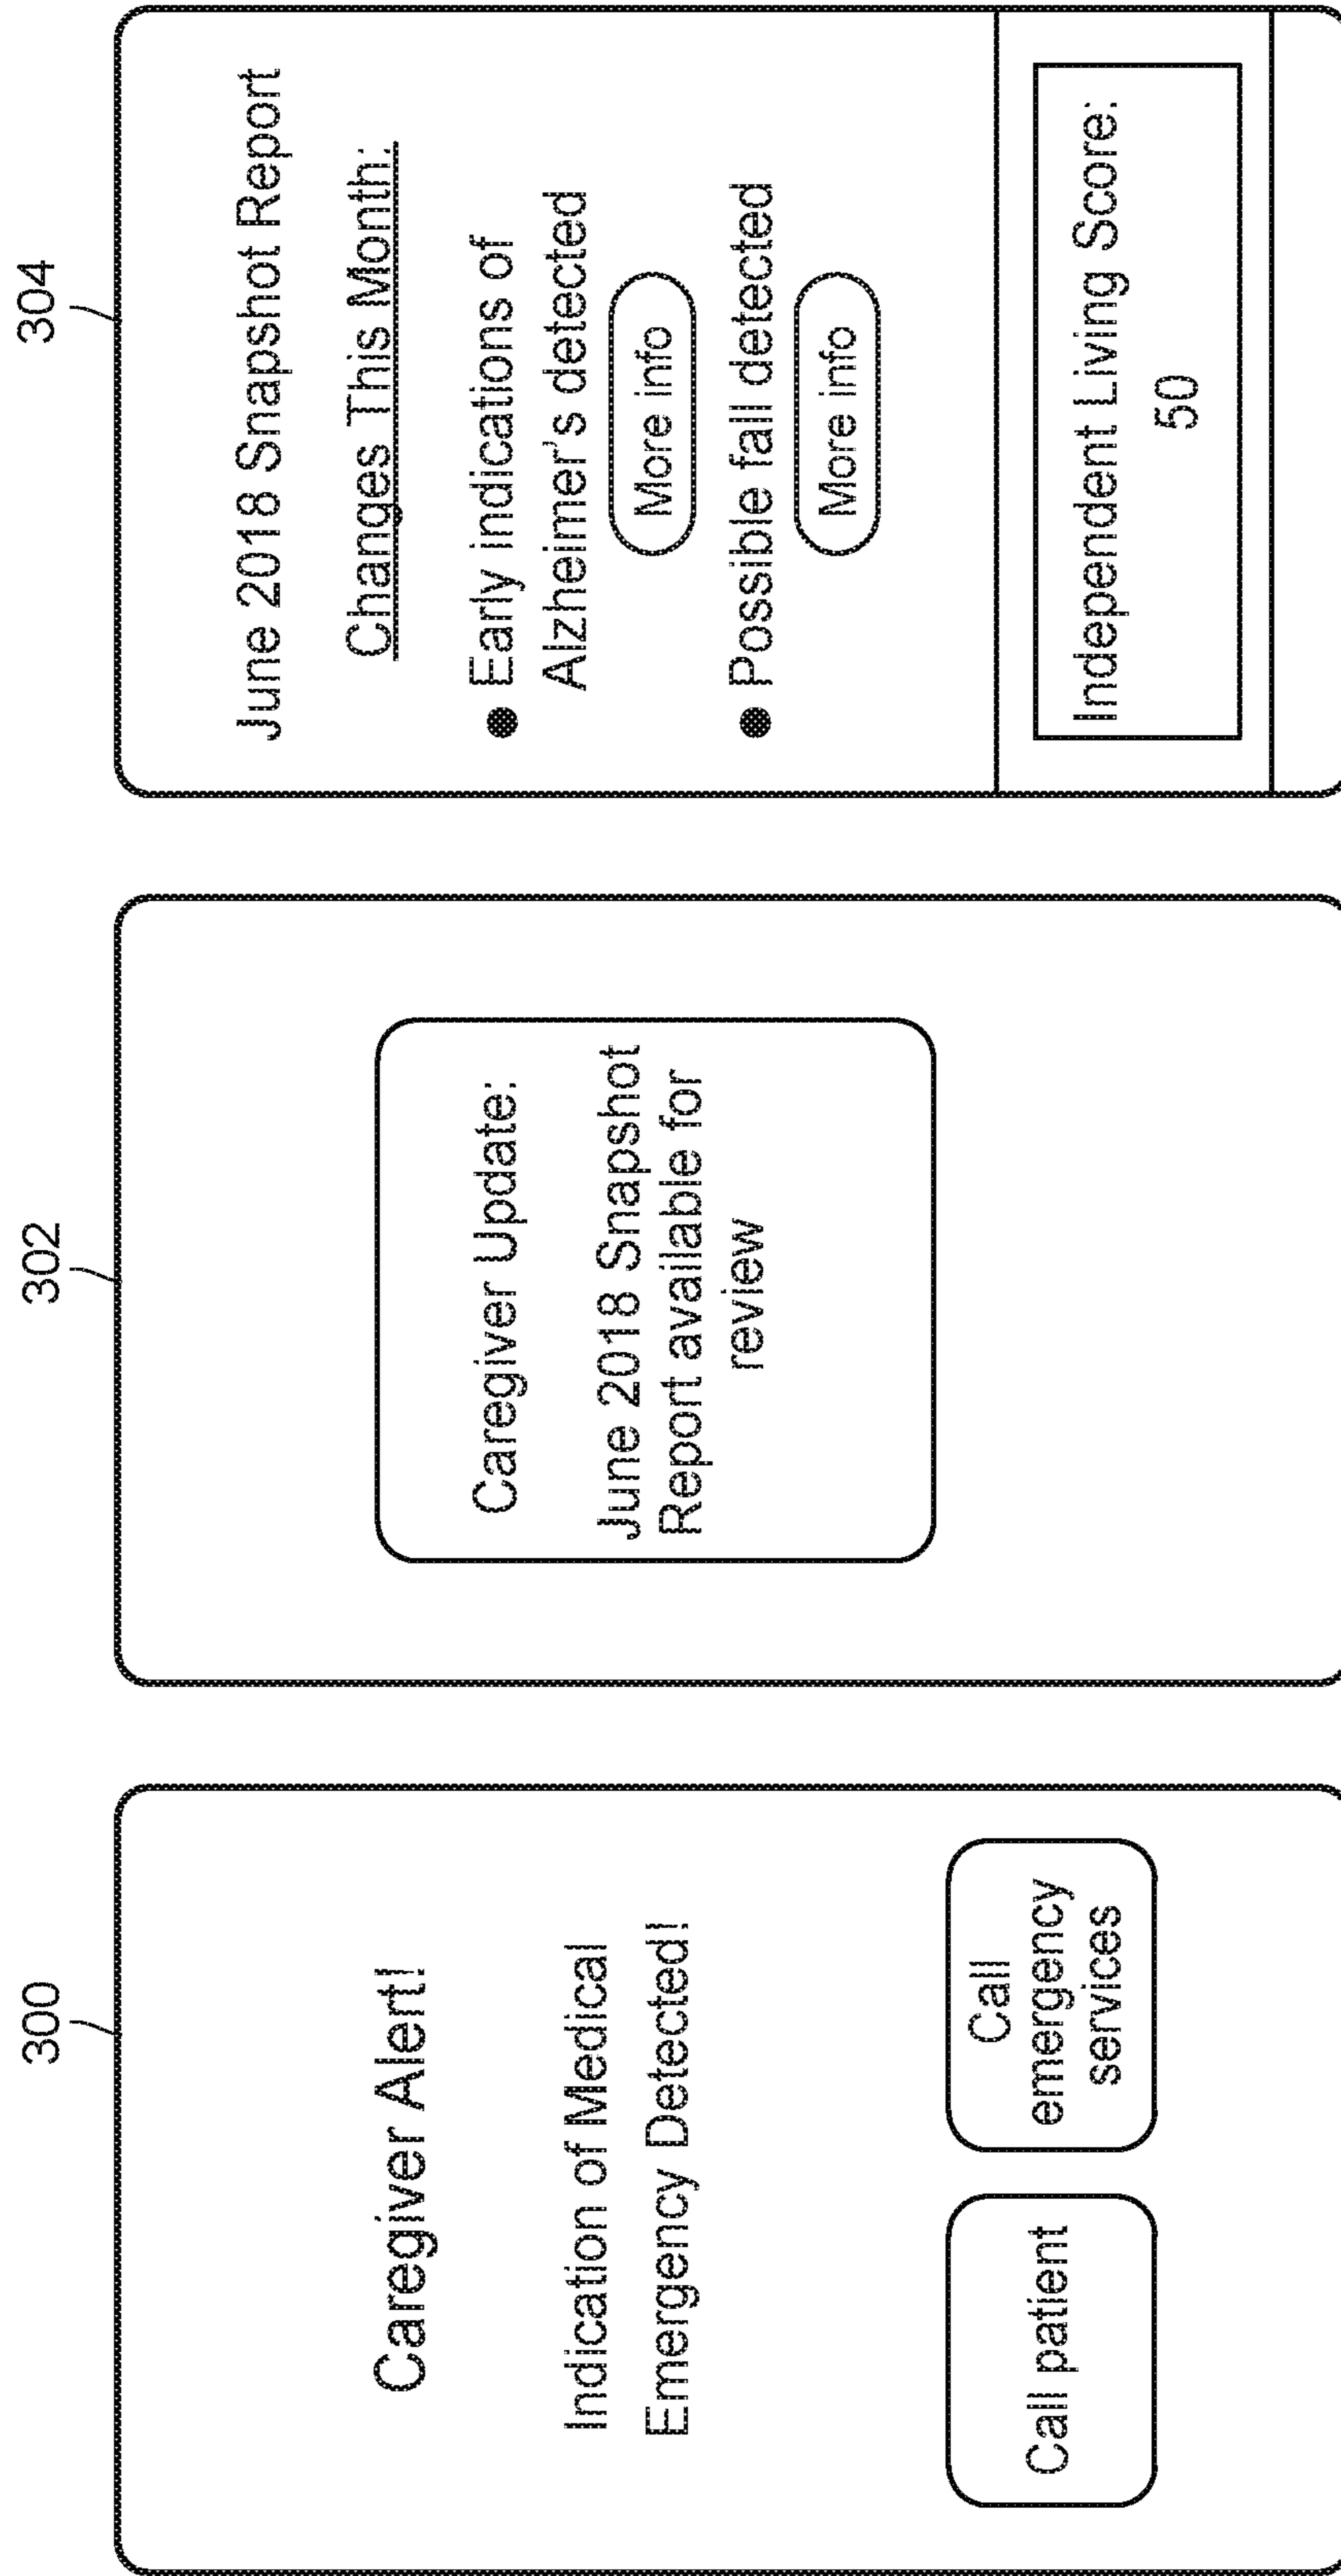 300
Caregiver Alert!
Indication of Medical
Emergency Detected!
Call patient
Call
emergency
services
302
Caregiver Update:
June 2018 Snapshot
Report available for
review
304
June 2018 Snapshot Report
Changes This Month:
● Early indications of
Alzheimer's detected
More info
● Possible fall detected
More info
Independent Living Score:
50